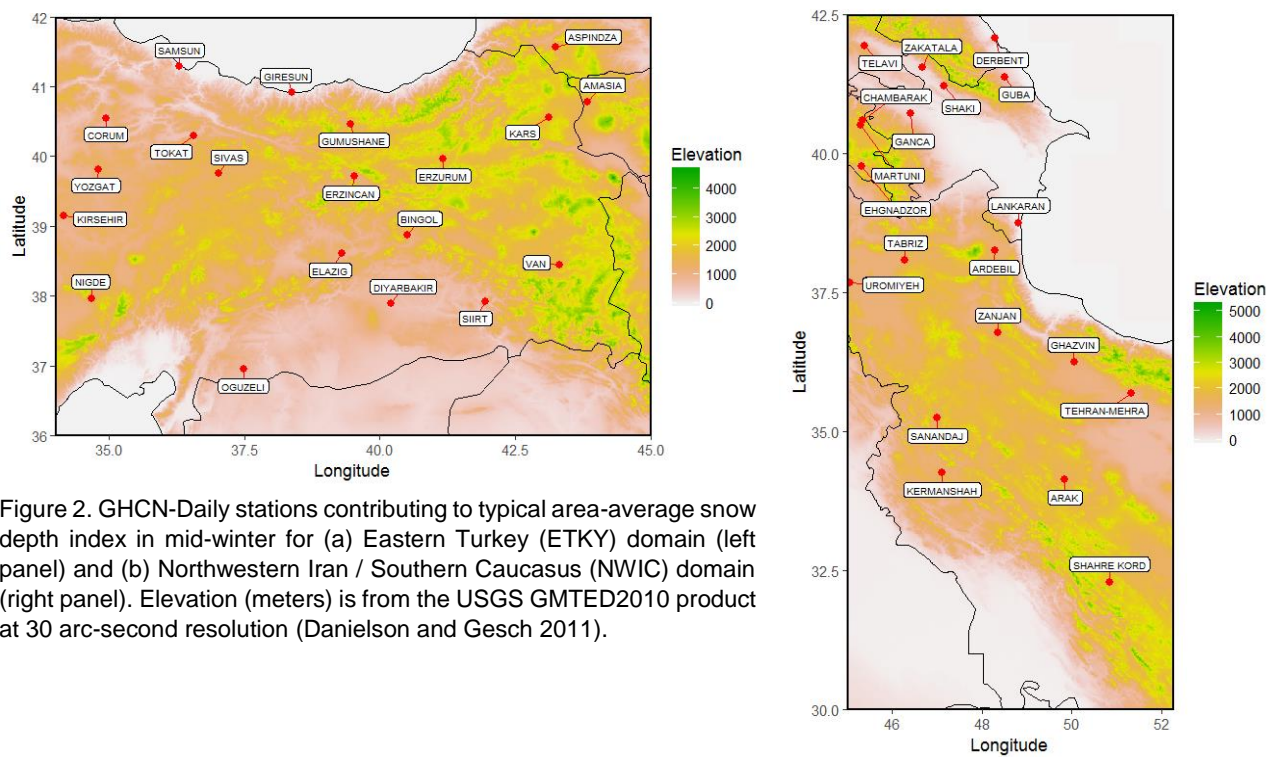 42
41
40
39
38
37
36
Latitude
35.0
37.5
40.0
42.5
45.0
Longitude
SAMSUN
GIRESUN
ASPINDZA
AMASIA
CORUM
TOKAT
GUMUSHANE
KARS
YOZGAT
SIVAS
ERZINCAN
ERZURUM
KIRSEHIR
BINGOL
NIGDE
ELAZIG
DIYARBAKIR
VAN
SIIRT
OGUZELI
Elevation
4000
3000
2000
1000
0
Figure 2. GHCN-Daily stations contributing to typical area-average snow
depth index in mid-winter for (a) Eastern Turkey (ETKY) domain (left
panel) and (b) Northwestern Iran / Southern Caucasus (NWIC) domain
(right panel). Elevation (meters) is from the USGS GMTED2010 product
at 30 arc-second resolution (Danielson and Gesch 2011).
42.5
40.0
37.5
35.0
32.5
30.0
Latitude
46
48
50
52
Longitude
ZAKATALA
TELAVI
DERBENT
CHAMBARAK
SHAKI
GUBA
GANCA
MARTUNI
EHGNADZOR
LANKARAN
TABRIZ
ARDEBIL
UROMIYEH
ZANJAN
GHAZVIN
TEHRAN-MEHRA
SANANDAJ
KERMANSHAH
ARAK
SHAHRE KORD
Elevation
5000
4000
3000
2000
1000
0